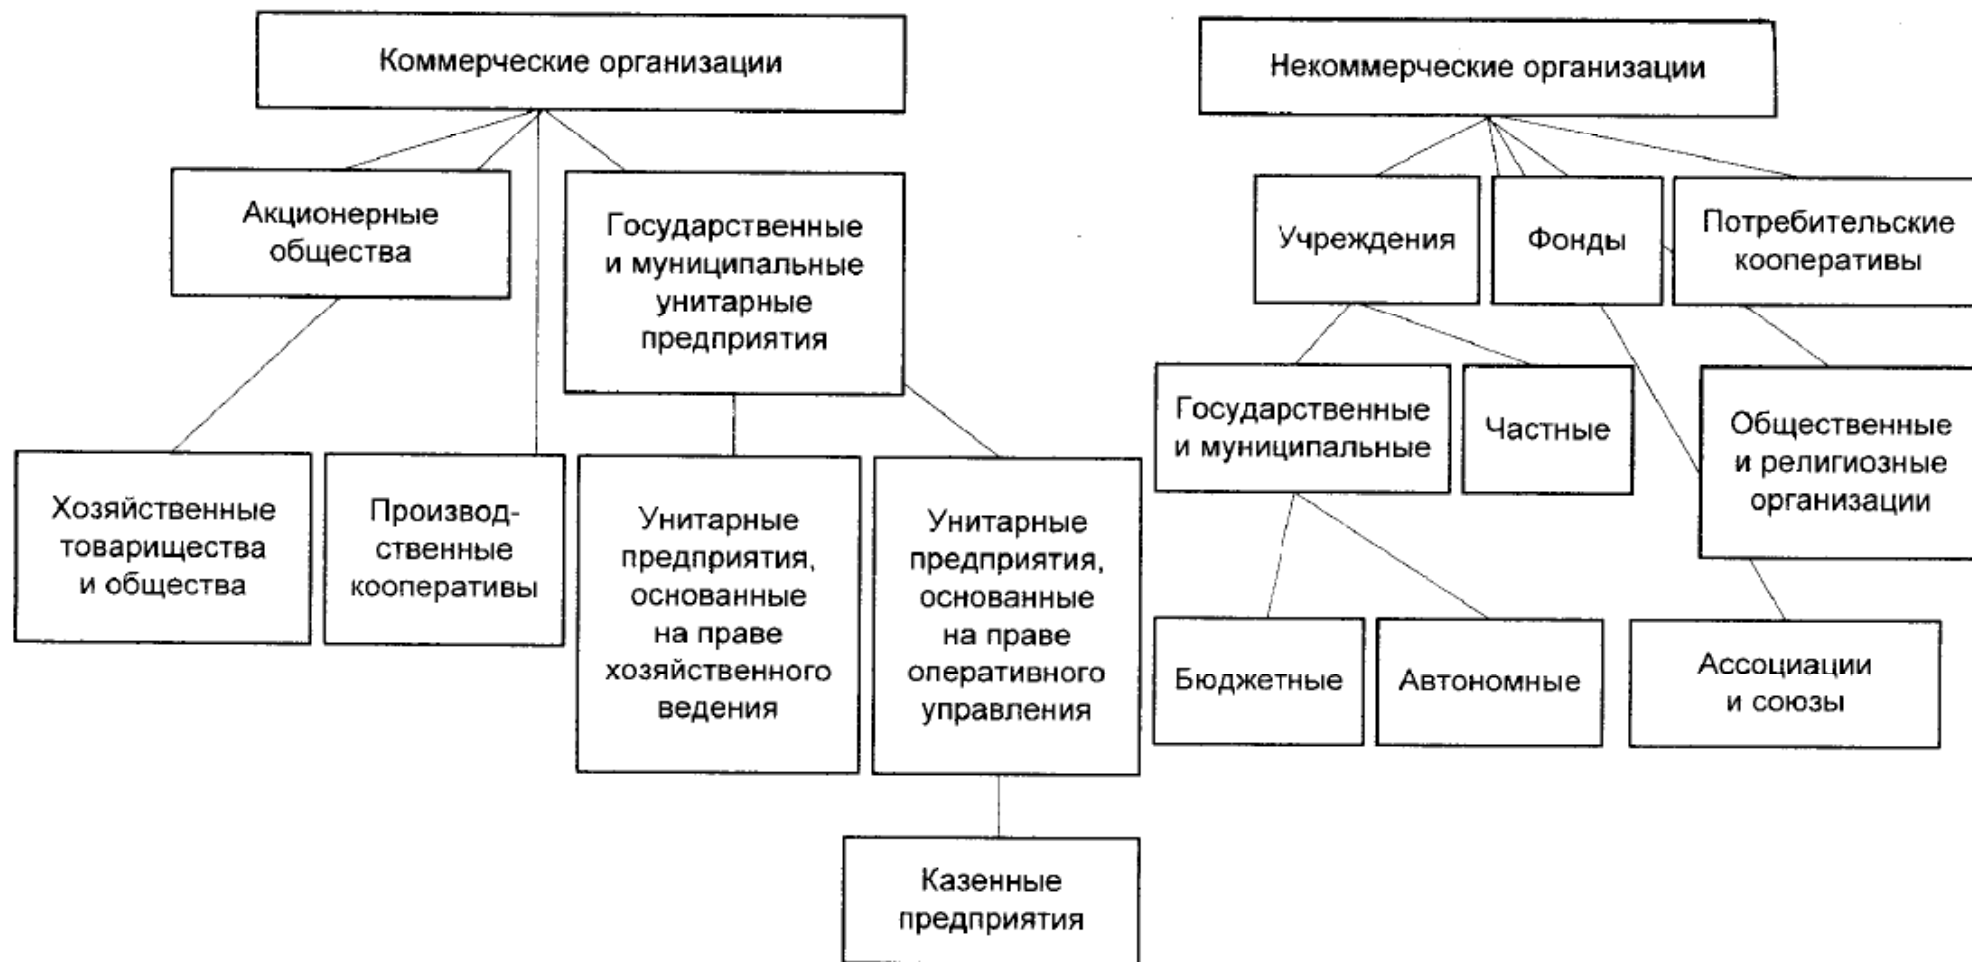 Коммерческие организации
Некоммерческие организации
Акционерные
общества
Государственные
и муниципальные
унитарные
предприятия
Учреждения
Фонды
Потребительские
кооперативы
Государственные
и муниципальные
Частные
Общественные
и религиозные
организации
Хозяйственные
товарищества
и общества
Производ-
ственные
кооперативы
Унитарные
предприятия,
основанные
на праве
хозяйственного
ведения
Унитарные
предприятия,
основанные
на праве
оперативного
управления
Бюджетные
Автономные
Ассоциации
и союзы
Казенные
предприятия